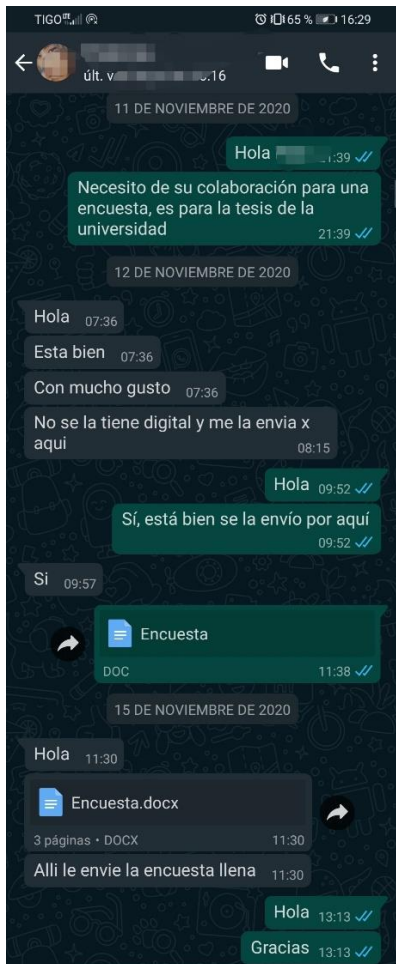 TIGO 65 % 16:29
últ. v .16
11 DE NOVIEMBRE DE 2020
Hola :39
Necesito de su colaboración para una
encuesta, es para la tesis de la
universidad
21:39
12 DE NOVIEMBRE DE 2020
Hola 07:36
Esta bien 07:36
Con mucho gusto 07:36
No se la tiene digital y me la envia x
aqui
08:15
Hola 09:52
Sí, está bien se la envío por aquí
09:52
Si 09:57
Encuesta
DOC 11:38
15 DE NOVIEMBRE DE 2020
Hola 11:30
Encuesta.docx
3 páginas • DOCX 11:30
Alli le envie la encuesta llena 11:30
Hola 13:13
Gracias 13:13